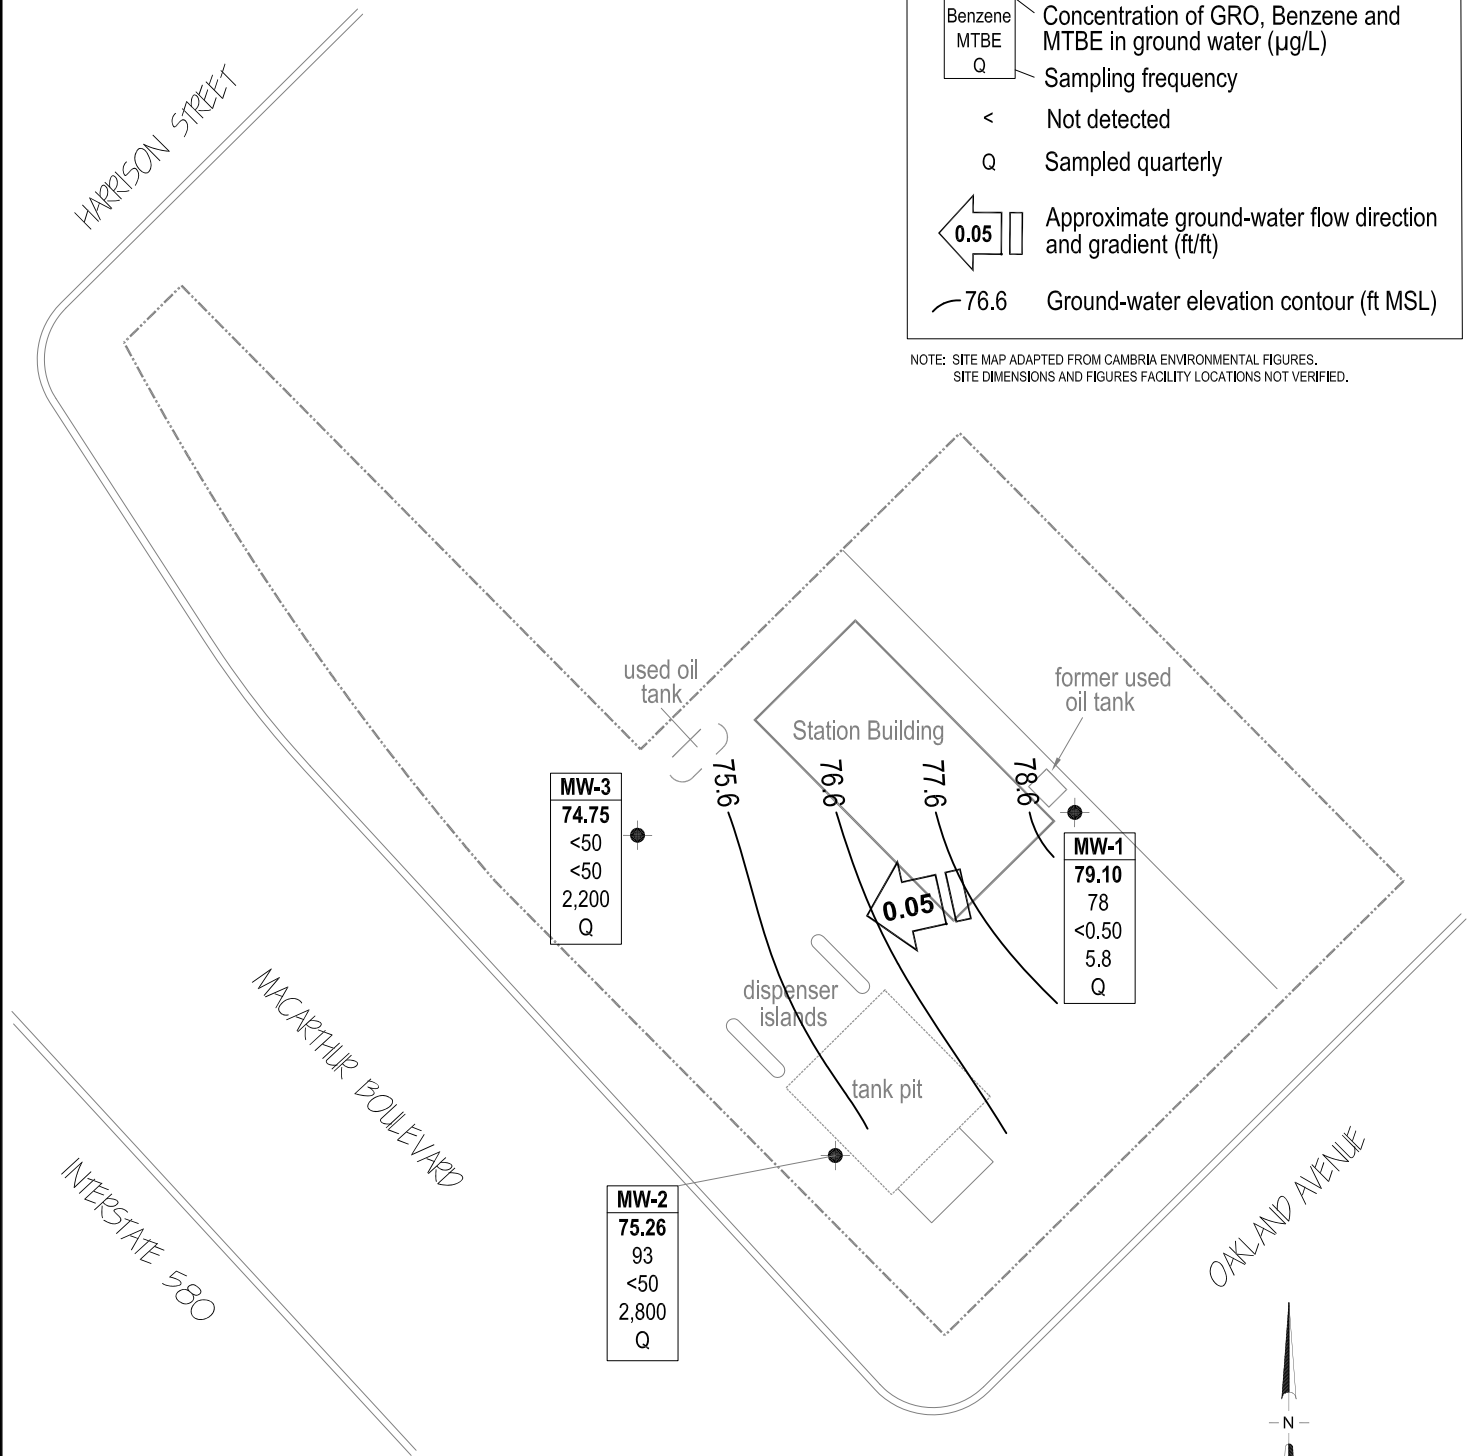 Benzene
MTBE
Q
Concentration of GRO, Benzene and
MTBE in ground water (µg/L)
Sampling frequency
< Not detected
Q Sampled quarterly
0.05
Approximate ground-water flow direction
and gradient (ft/ft)
76.6 Ground-water elevation contour (ft MSL)
NOTE: SITE MAP ADAPTED FROM CAMBRIA ENVIRONMENTAL FIGURES.
SITE DIMENSIONS AND FIGURES FACILITY LOCATIONS NOT VERIFIED.
HARRISON STREET
used oil
tank
former used
oil tank
Station Building
75.6
76.6
77.6
78.6
MW-3
74.75
<50
<50
2,200
Q
MW-1
79.10
78
<0.50
5.8
Q
0.05
dispenser
islands
tank pit
MACARTHUR BOULEVARD
INTERSTATE 580
MW-2
75.26
93
<50
2,800
Q
OAKLAND AVENUE
N